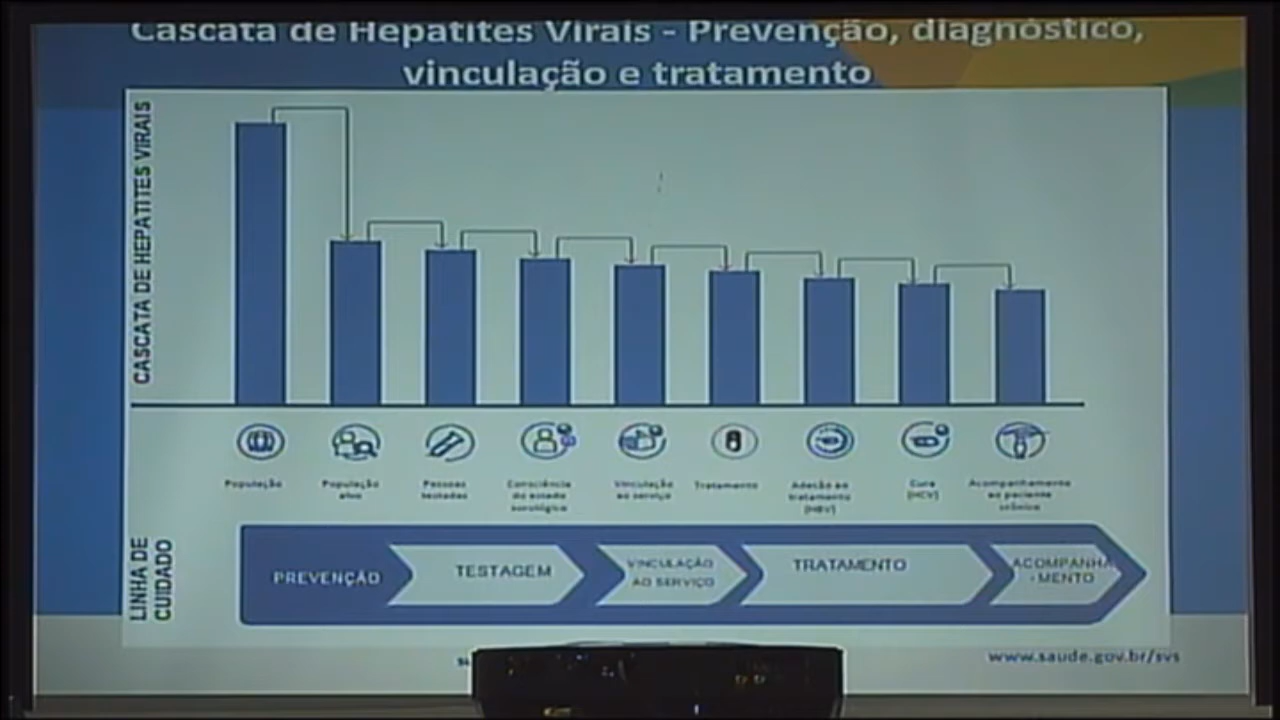 Cascata de Hepatites Virais - Prevenção, diagnóstico,
vinculação e tratamento
CASCATA DE HEPATITES VIRAIS
População
População
alvo
Pessoas
testadas
Consciência
do estado
sorológico
Vinculação
ao serviço
Tratamento
Adesão ao
tratamento
(HBV)
Cura
(HCV)
Acompanhamento
ao paciente
crônico
LINHA DE
CUIDADO
PREVENÇÃO
TESTAGEM
VINCULAÇÃO
AO SERVIÇO
TRATAMENTO
ACOMPANHA
- MENTO
www.saude.gov.br/svs